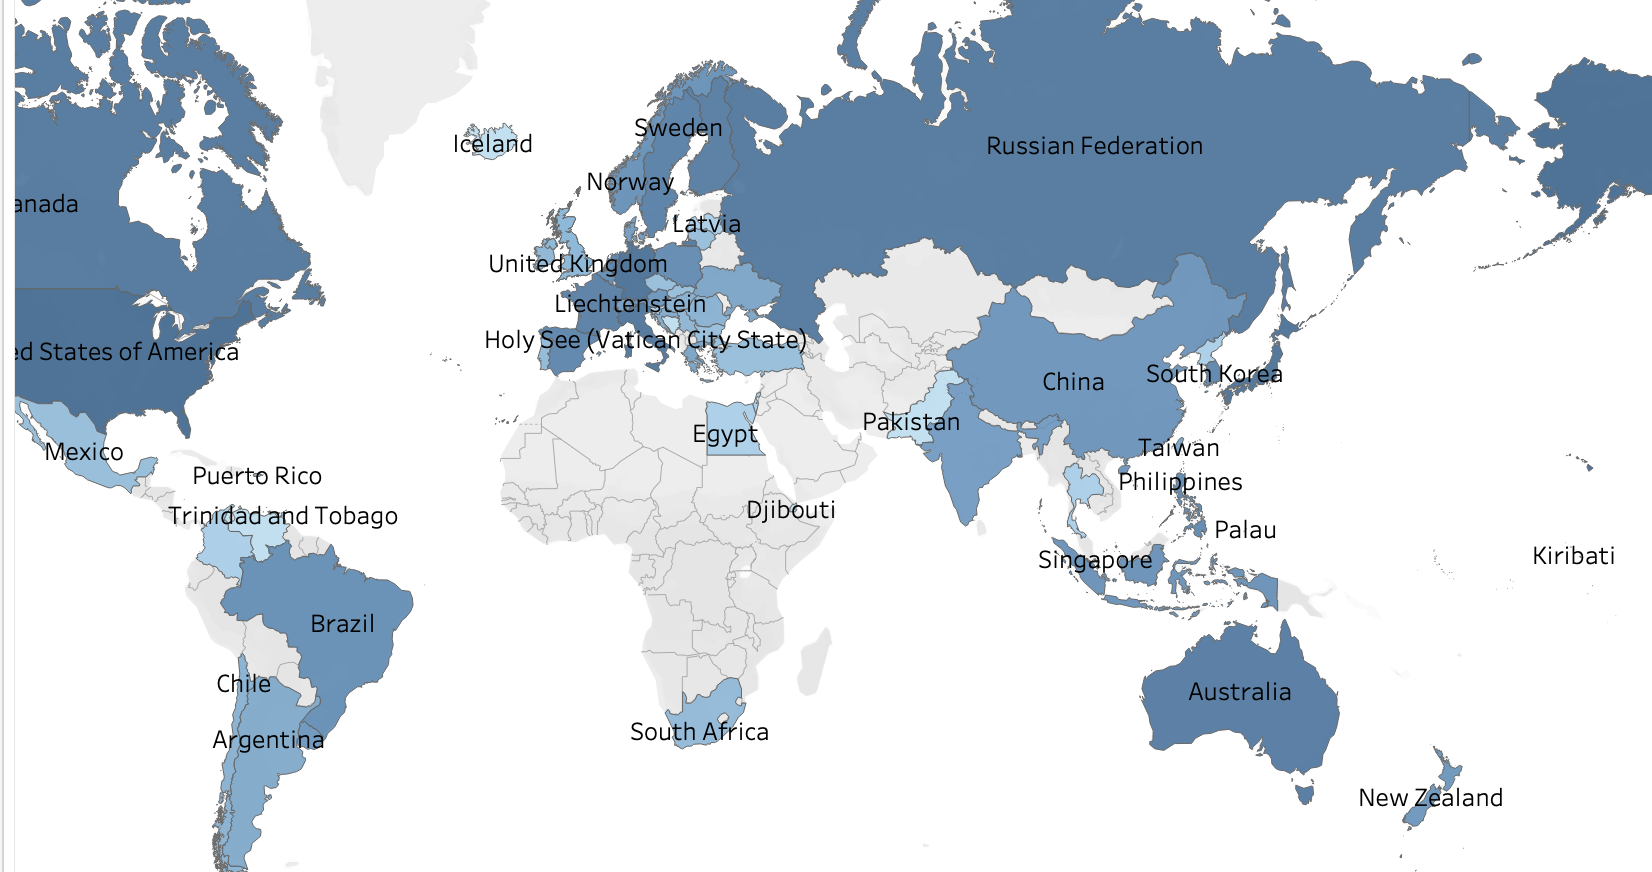 Iceland
Sweden
Russian Federation
Norway
anada
Latvia
United Kingdom
Liechtenstein
Holy See (Vatican City State)
ed States of America
South Korea
China
Pakistan
Egypt
Mexico
Taiwan
Puerto Rico
Philippines
Djibouti
Trinidad and Tobago
Palau
Kiribati
Singapore
Brazil
Chile
Australia
South Africa
Argentina
New Zealand